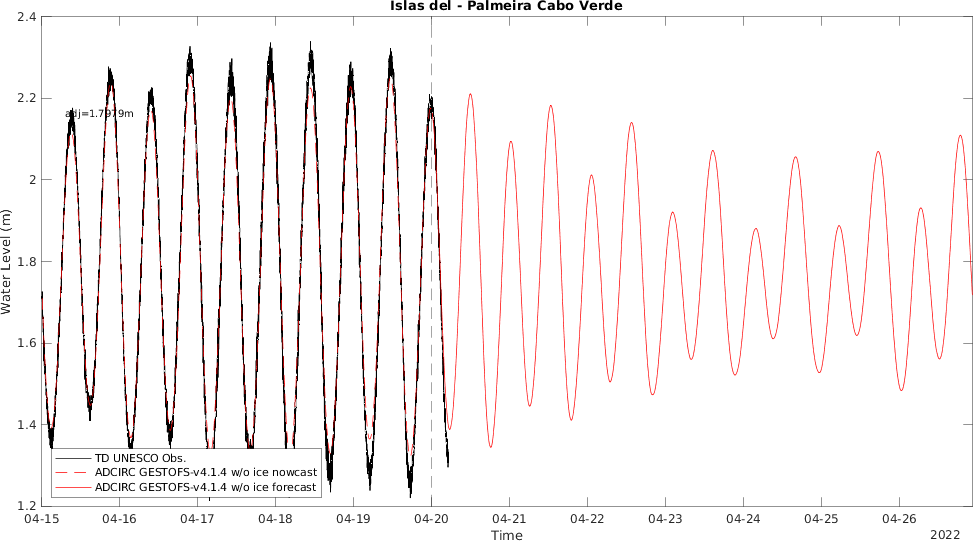 Islas del - Palmeira Cabo Verde
2.4
2.2
2
1.8
1.6
1.4
1.2
Water Level (m)
adj=1.7979m
TD UNESCO Obs.
ADCIRC GESTOFS-v4.1.4 w/o ice nowcast
ADCIRC GESTOFS-v4.1.4 w/o ice forecast
04-15 04-16 04-17 04-18 04-19 04-20 04-21 04-22 04-23 04-24 04-25 04-26
Time
2022